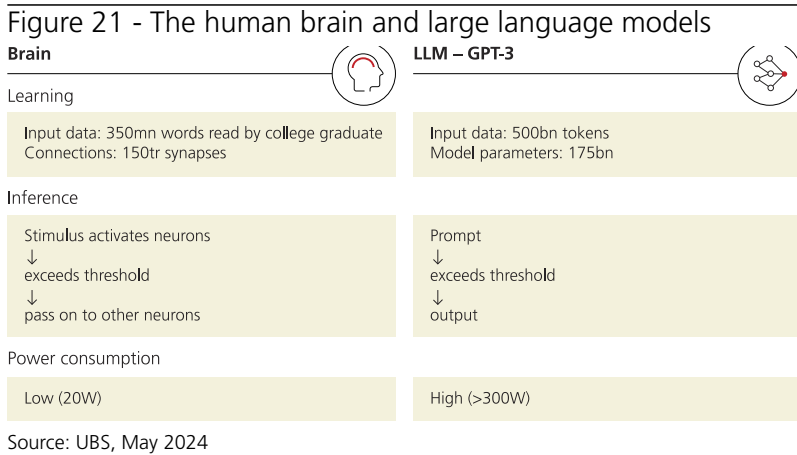 Figure 21 - The human brain and large language models
Brain
LLM – GPT-3
Learning
Input data: 350mn words read by college graduate
Connections: 150tr synapses
Input data: 500bn tokens
Model parameters: 175bn
Inference
Stimulus activates neurons
↓
exceeds threshold
↓
pass on to other neurons
Prompt
↓
exceeds threshold
↓
output
Power consumption
Low (20W)
High (>300W)
Source: UBS, May 2024